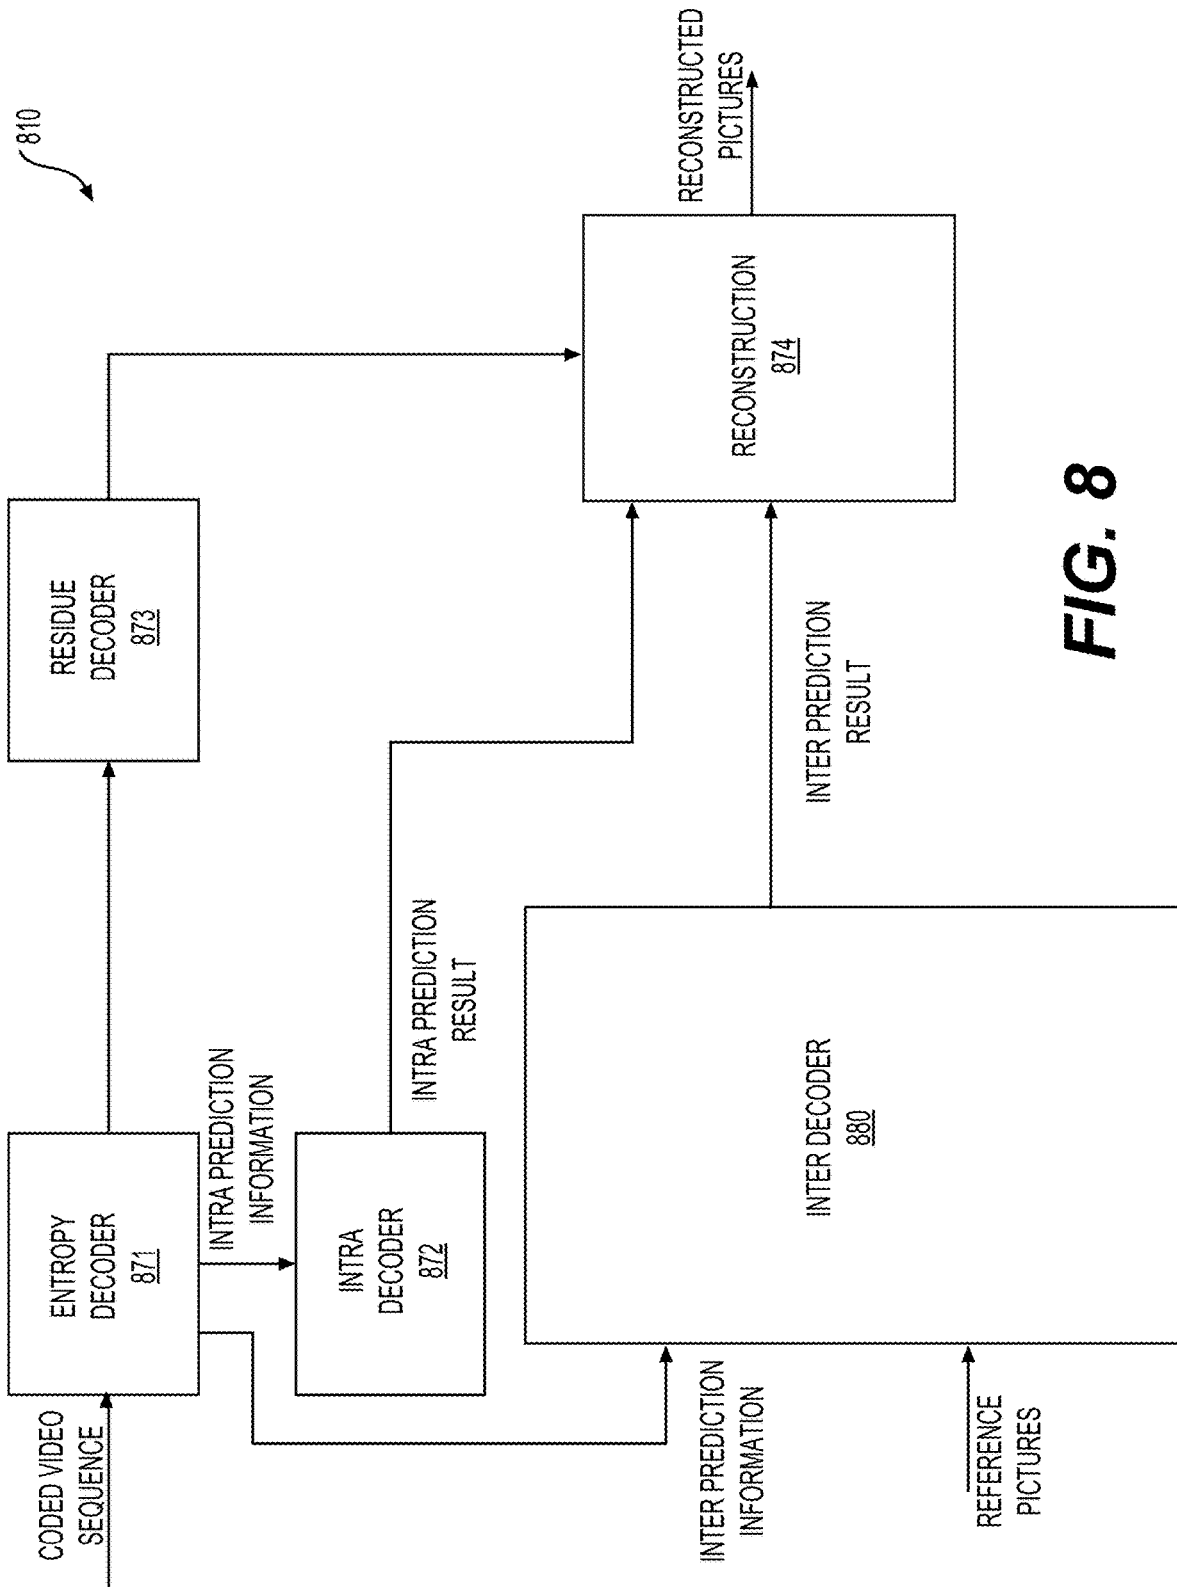 810
CODED VIDEO
SEQUENCE
ENTROPY
DECODER
871
RESIDUE
DECODER
873
INTRA PREDICTION
INFORMATION
INTRA
DECODER
872
INTRA PREDICTION
RESULT
INTER PREDICTION
INFORMATION
REFERENCE
PICTURES
INTER DECODER
880
INTER PREDICTION
RESULT
RECONSTRUCTION
874
RECONSTRUCTED
PICTURES
FIG. 8